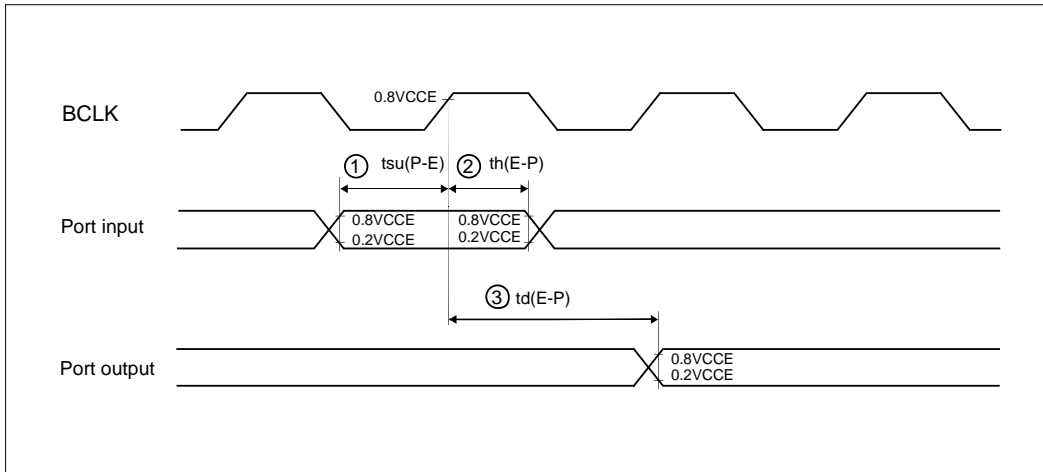 0.8VCCE
BCLK
① tsu(P-E) ② th(E-P)
Port input
0.8VCCE 0.8VCCE
0.2VCCE 0.2VCCE
③ td(E-P)
Port output
0.8VCCE
0.2VCCE